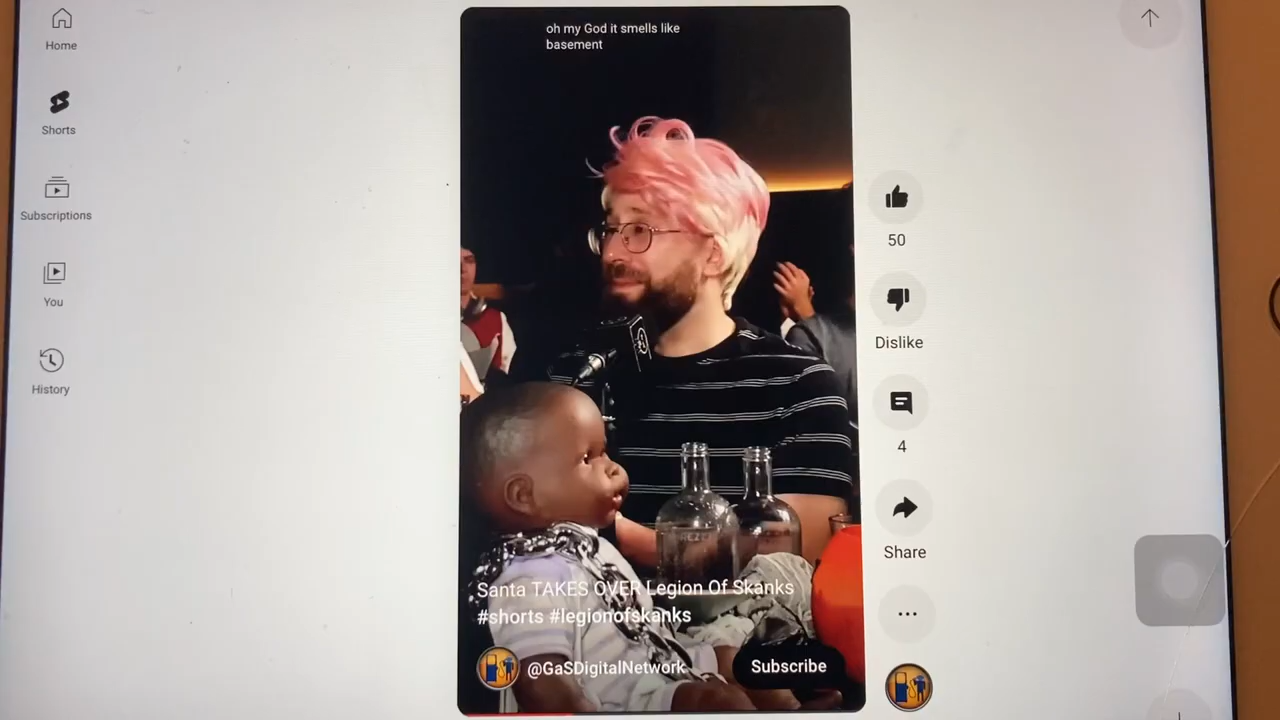 Home
Shorts
Subscriptions
You
History
oh my God it smells like
basement
Santa TAKES OVER Legion Of Skanks
#shorts #legionofskanks
@GaSDigitalNetwork
Subscribe
50
Dislike
4
Share